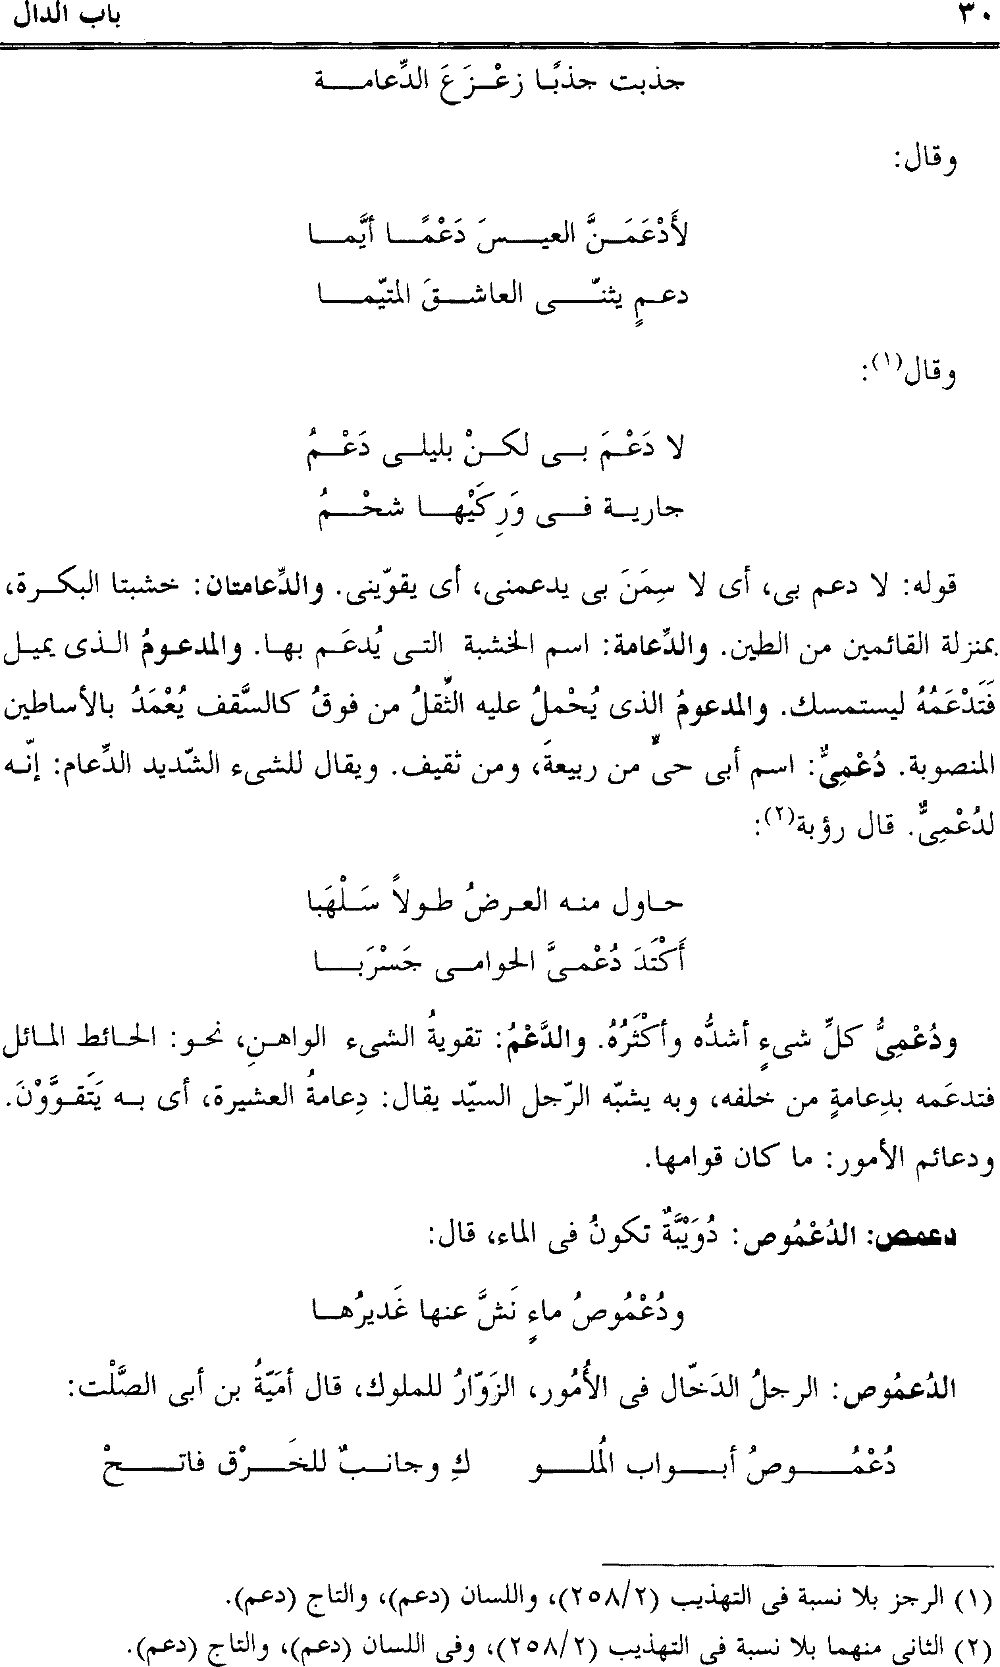 ٣٠ باب الدال
جذبت جذبًا زعْزَعَ الدِّعامة
وقال:
لأَدْعَمَنَّ العيسَ دَعْمًا أيَّما
دعمٍ يثنّى العاشقَ المتيّما
وقال(١):
لا دَعْمَ بى لكنْ بليلى دَعْمُ
جارية فى وَرِكَيْها شحْمُ
قوله: لا دعم بى، أى لا سِمَنَ بى يدعمنى، أى يقوّينى. والدِّعامتان: خشبتا البكرة،
بمنزلة القائمين من الطين. والدِّعامة: اسم الخشبة التى يُدعَم بها. والمدعومُ الذى يميل
فَتَدْعَمُهُ ليستمسك. والمدعومُ الذى يُحْملُ عليه الثِّقلُ من فوقُ كالسَّقف يُعْمَدُ بالأساطين
المنصوبة. دُعْمِىٌّ: اسم أبى حىٌّ من ربيعةَ، ومن ثقيف. ويقال للشىء الشّديد الدِّعام: إنّه
لدُعْمِىٌّ. قال رؤبة(٢):
حاول منه العرضُ طولاً سَلْهَبا
أَكْتَدَ دُعْمىَّ الحوامى جَسْرَبا
ودُعْمِىُّ كلِّ شىءٍ أشدُّه وأكْثَرُهُ. والدَّعْمُ: تقويةُ الشىء الواهنِ، نحو: الحائط المائل
فتدعَمه بدِعامةٍ من خلفه، وبه يشبّه الرّجل السيّد يقال: دِعامةُ العشيرة، أى به يَتَقوَّوْنَ.
ودعائم الأمور: ما كان قوامها.
دعمص: الدُعْمُوص: دُوَيْبَّةٌ تكونُ فى الماء، قال:
ودُعْمُوصُ ماءٍ نَشَّ عنها غَديرُها
الدُعمُوص: الرجلُ الدَخّال فى الأُمُور، الزَوّارُ للملوك، قال أمَيّةُ بن أبى الصَّلْت:
دُعْمُوصُ أبواب المُلو كِ وجانبٌ للخَرْق فاتحْ
(١) الرجز بلا نسبة فى التهذيب (٢٥٨/٢)، واللسان (دعم)، والتاج (دعم).
(٢) الثانى منهما بلا نسبة فى التهذيب (٢٥٨/٢)، وفى اللسان (دعم)، والتاج (دعم).